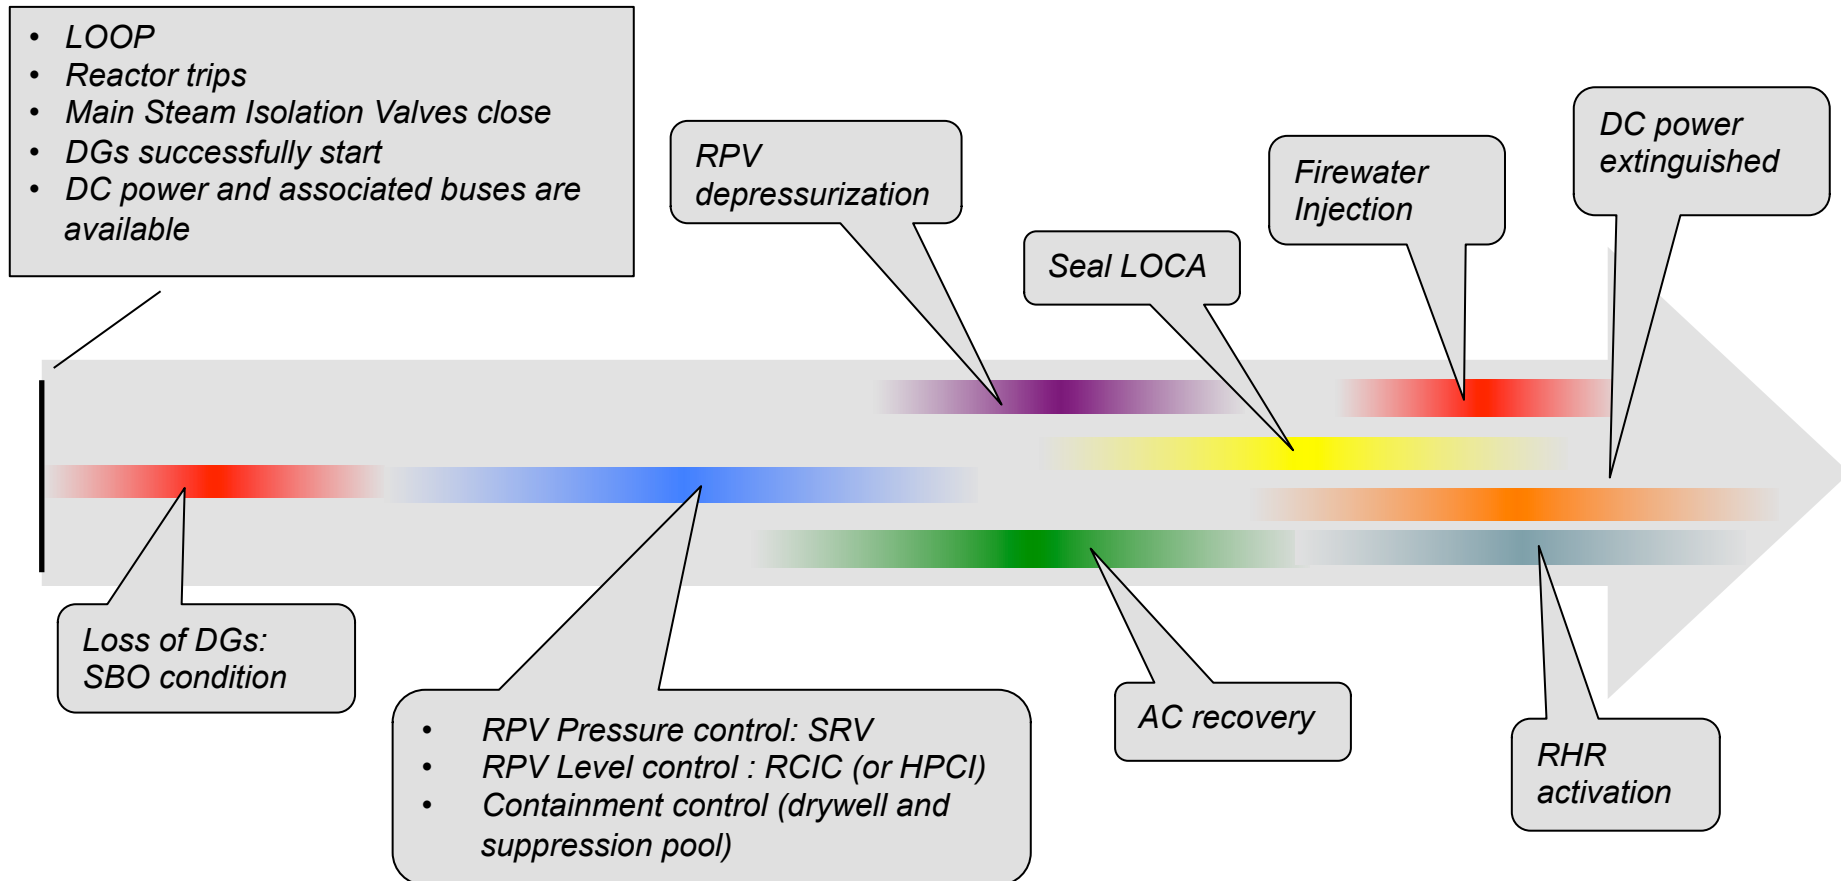 • LOOP
• Reactor trips
• Main Steam Isolation Valves close
• DGs successfully start
• DC power and associated buses are
available
RPV
depressurization
Seal LOCA
Firewater
Injection
DC power
extinguished
Loss of DGs:
SBO condition
• RPV Pressure control: SRV
• RPV Level control : RCIC (or HPCI)
• Containment control (drywell and
suppression pool)
AC recovery
RHR
activation